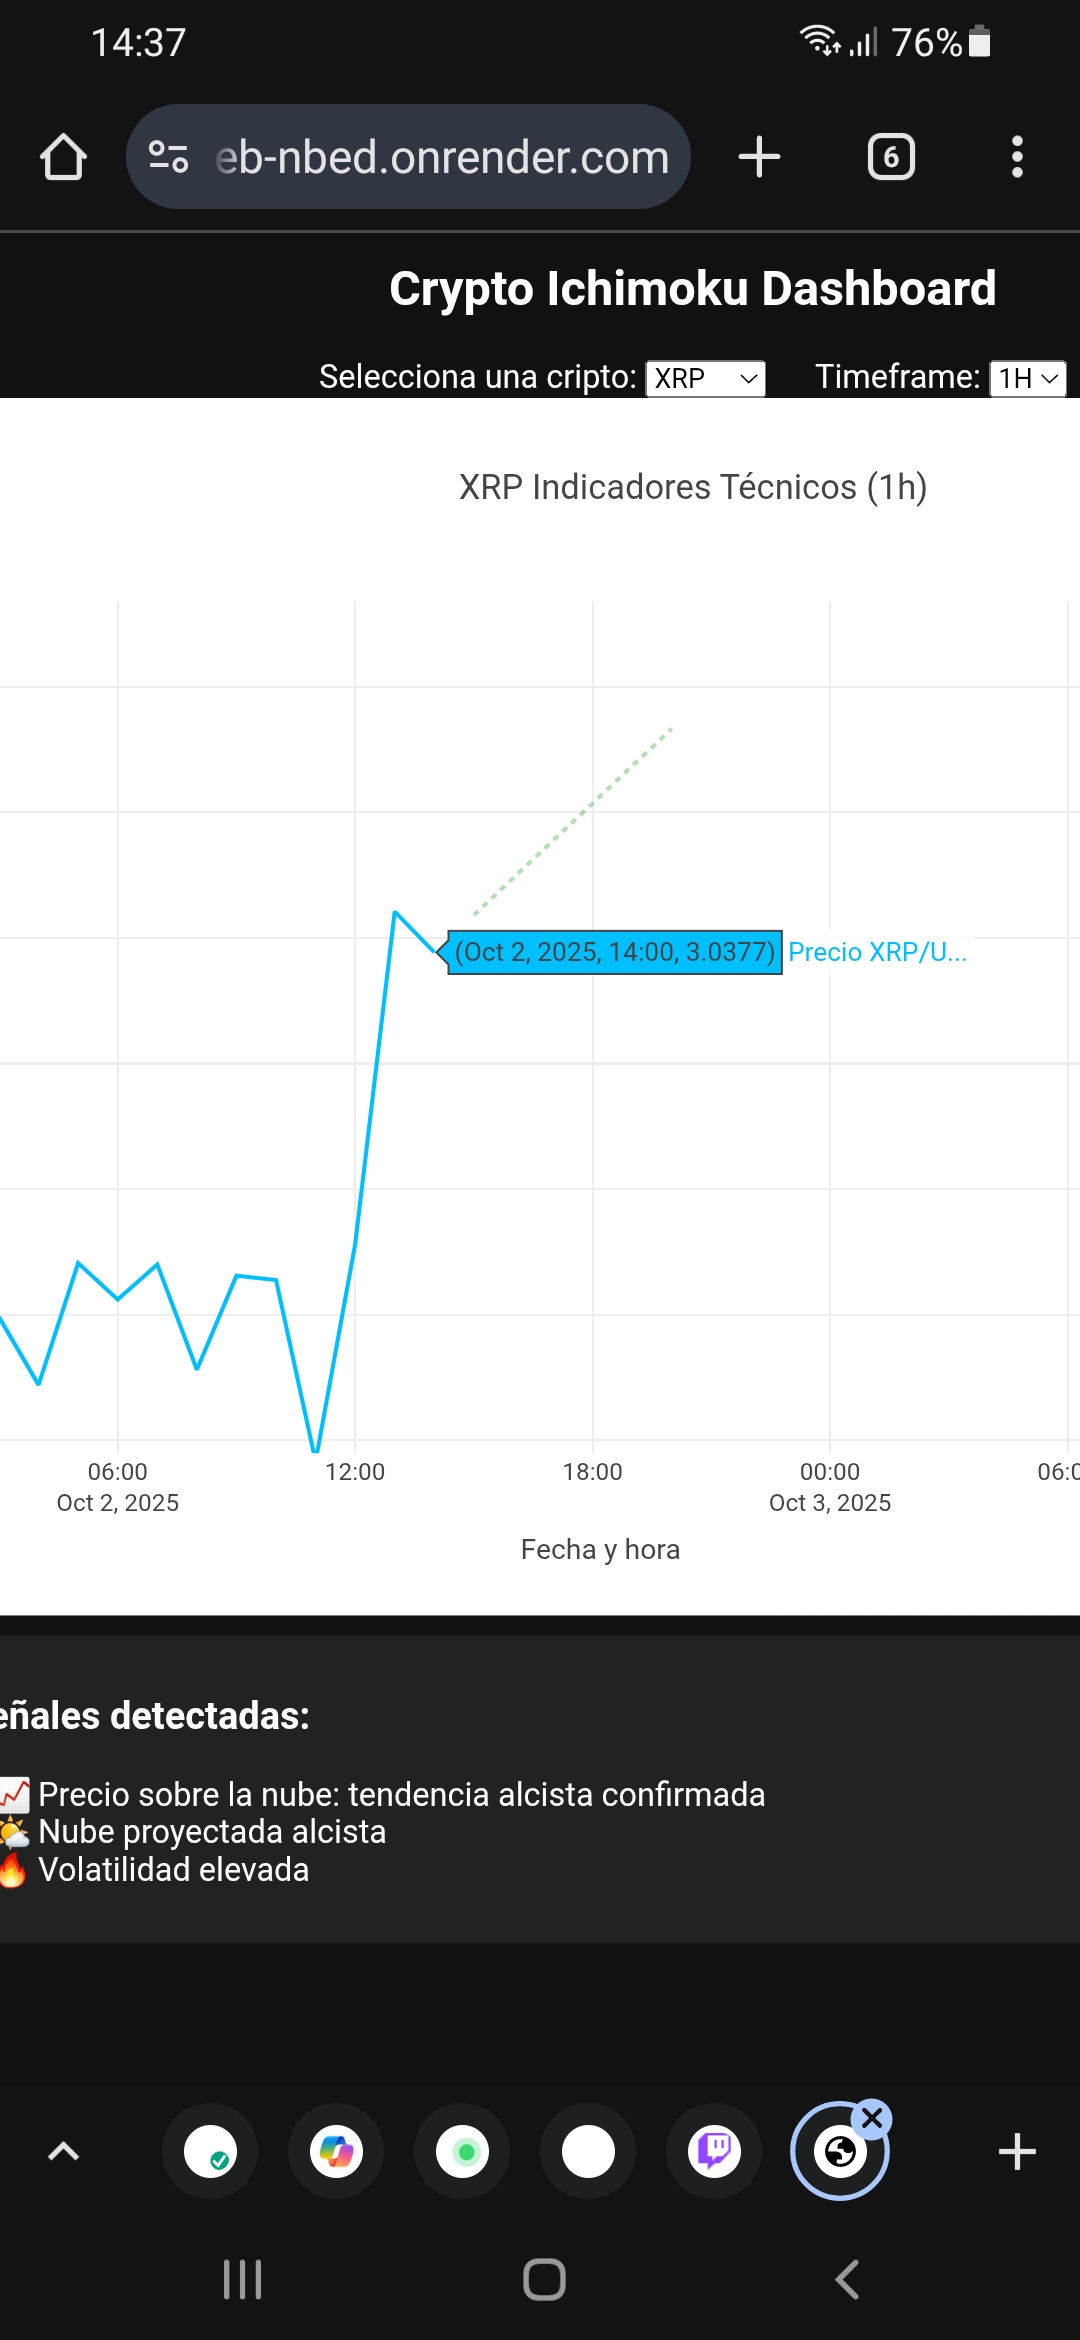 14:37
76%
eb-nbed.onrender.com
6
Crypto Ichimoku Dashboard
Selecciona una cripto: XRP Timeframe: 1H
XRP Indicadores Técnicos (1h)
(Oct 2, 2025, 14:00, 3.0377) Precio XRP/U...
06:00 12:00 18:00 00:00 06:0
Oct 2, 2025 Oct 3, 2025
Fecha y hora
eñales detectadas:
Precio sobre la nube: tendencia alcista confirmada
Nube proyectada alcista
Volatilidad elevada